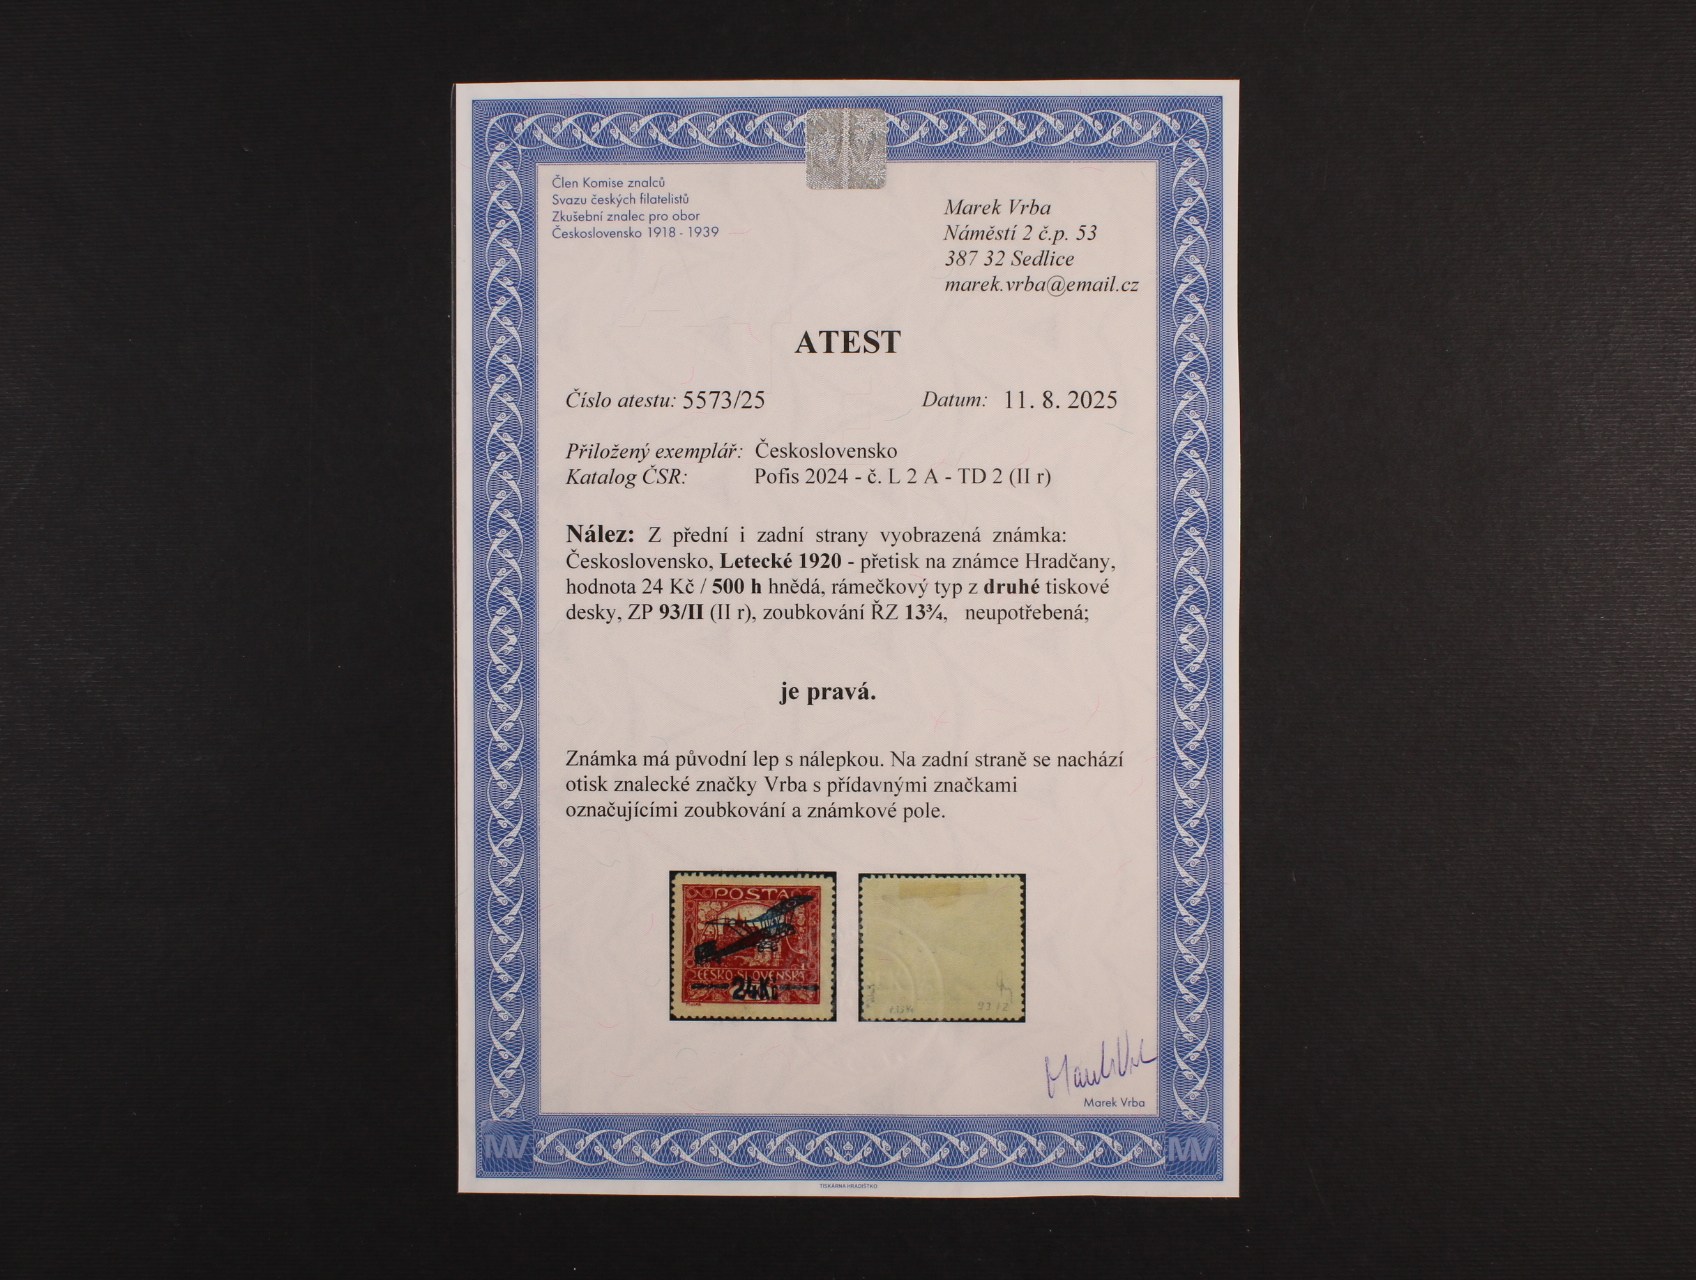 Člen Komise znalců
Svazu českých filatelistů
Zkušební znalec pro obor
Československo 1918 - 1939
Marek Vrba
Náměstí 2 č.p. 53
387 32 Sedlice
marek.vrba@email.cz
ATEST
Číslo atestu: 5573/25 Datum: 11. 8. 2025
Přiložený exemplář: Československo
Katalog ČSR: Pofis 2024 - č. L 2 A - TD 2 (II r)
Nález: Z přední i zadní strany vyobrazená známka:
Československo, Letecké 1920 - přetisk na známce Hradčany,
hodnota 24 Kč / 500 h hnědá, rámečkový typ z druhé tiskové
desky, ZP 93/II (II r), zoubkování ŘZ 13¾, neupotřebená;
je pravá.
Známka má původní lep s nálepkou. Na zadní straně se nachází
otisk znalecké značky Vrba s přídavnými značkami
označujícími zoubkování a známkové pole.
POSTA
ČESKO-SLOVENSKÁ
24Kč
Marek Vrba
MV
MV
TISKÁRNA HRADIŠTKO